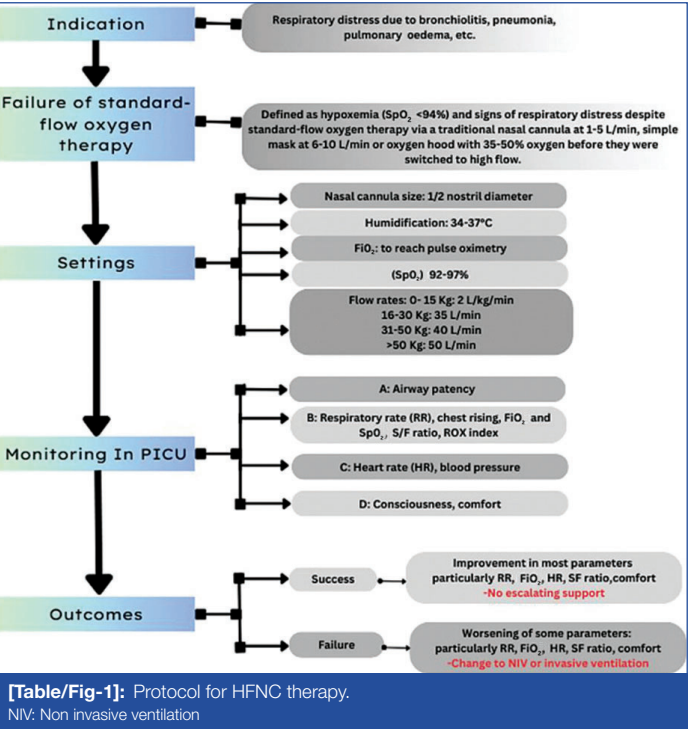 Indication
Respiratory distress due to bronchiolitis, pneumonia,
pulmonary oedema, etc.
Failure of standard-
flow oxygen
therapy
Defined as hypoxemia (SpO₂ <94%) and signs of respiratory distress despite
standard-flow oxygen therapy via a traditional nasal cannula at 1-5 L/min, simple
mask at 6-10 L/min or oxygen hood with 35-50% oxygen before they were
switched to high flow.
Settings
Nasal cannula size: 1/2 nostril diameter
Humidification: 34-37°C
FiO₂: to reach pulse oximetry
(SpO₂) 92-97%
Flow rates: 0- 15 Kg: 2 L/kg/min
16-30 Kg: 35 L/min
31-50 Kg: 40 L/min
>50 Kg: 50 L/min
Monitoring In PICU
A: Airway patency
B: Respiratory rate (RR), chest rising, FiO₂ and
SpO₂, S/F ratio, ROX index
C: Heart rate (HR), blood pressure
D: Consciousness, comfort
Outcomes
Success
Improvement in most parameters
particularly RR, FiO₂, HR, SF ratio,comfort
-No escalating support
Failure
Worsening of some parameters:
particularly RR, FiO₂, HR, SF ratio, comfort
-Change to NIV or invasive ventilation
[Table/Fig-1]: Protocol for HFNC therapy.
NIV: Non invasive ventilation